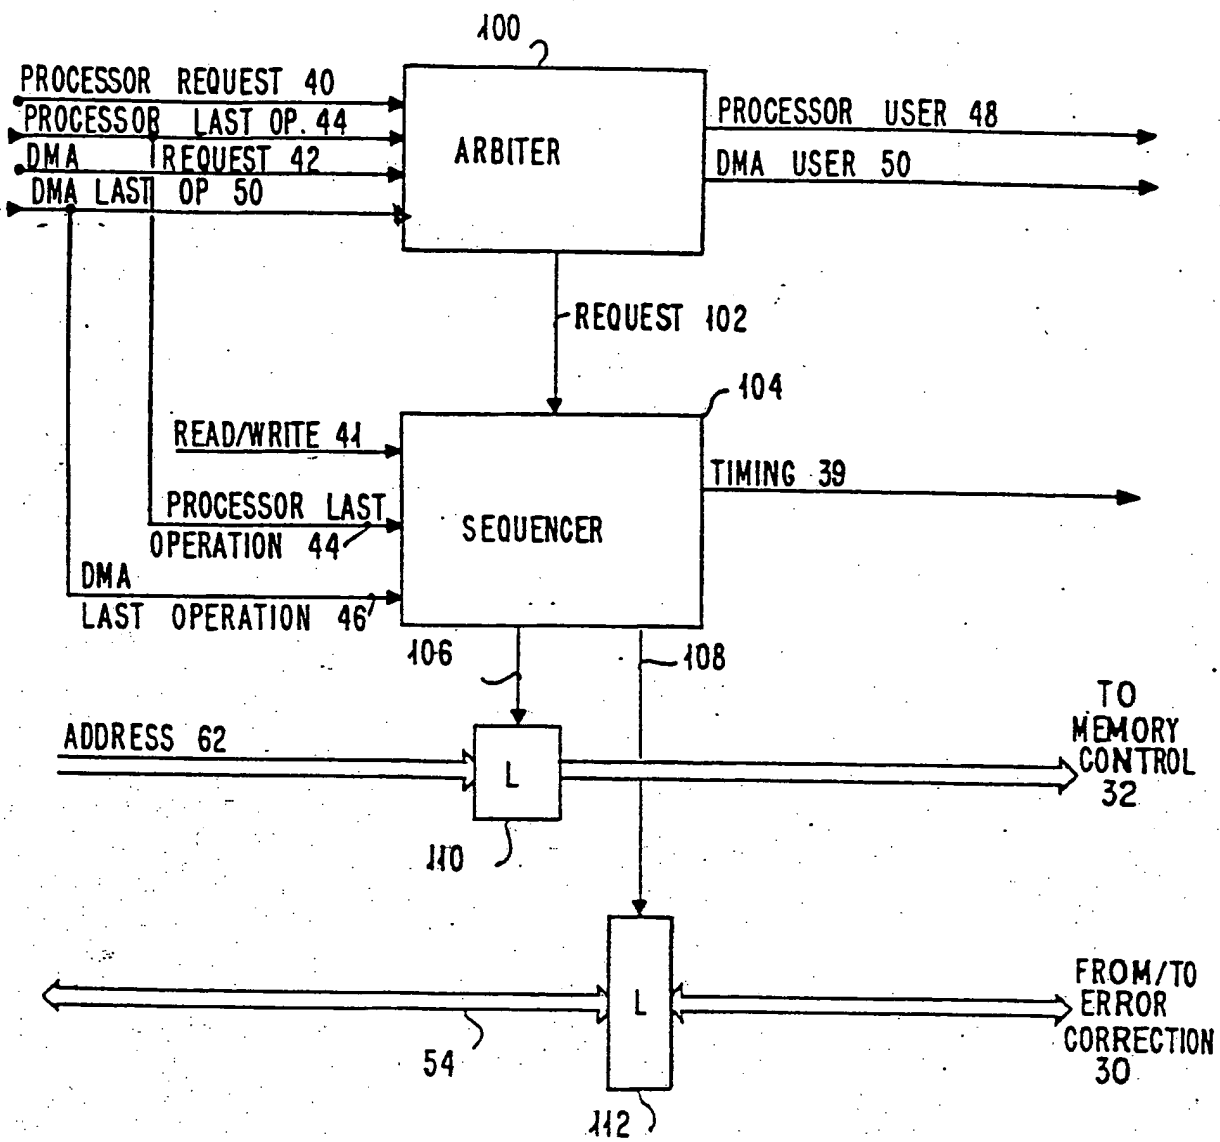 100
PROCESSOR REQUEST 40
PROCESSOR LAST OP. 44
DMA REQUEST 42
DMA LAST OP 50
ARBITER
PROCESSOR USER 48
DMA USER 50
REQUEST 102
104
READ/WRITE 41
TIMING 39
PROCESSOR LAST
OPERATION 44
SEQUENCER
DMA
LAST OPERATION 46
106
108
ADDRESS 62
L
TO
MEMORY
CONTROL
32
110
L
FROM/TO
ERROR
CORRECTION
30
54
112